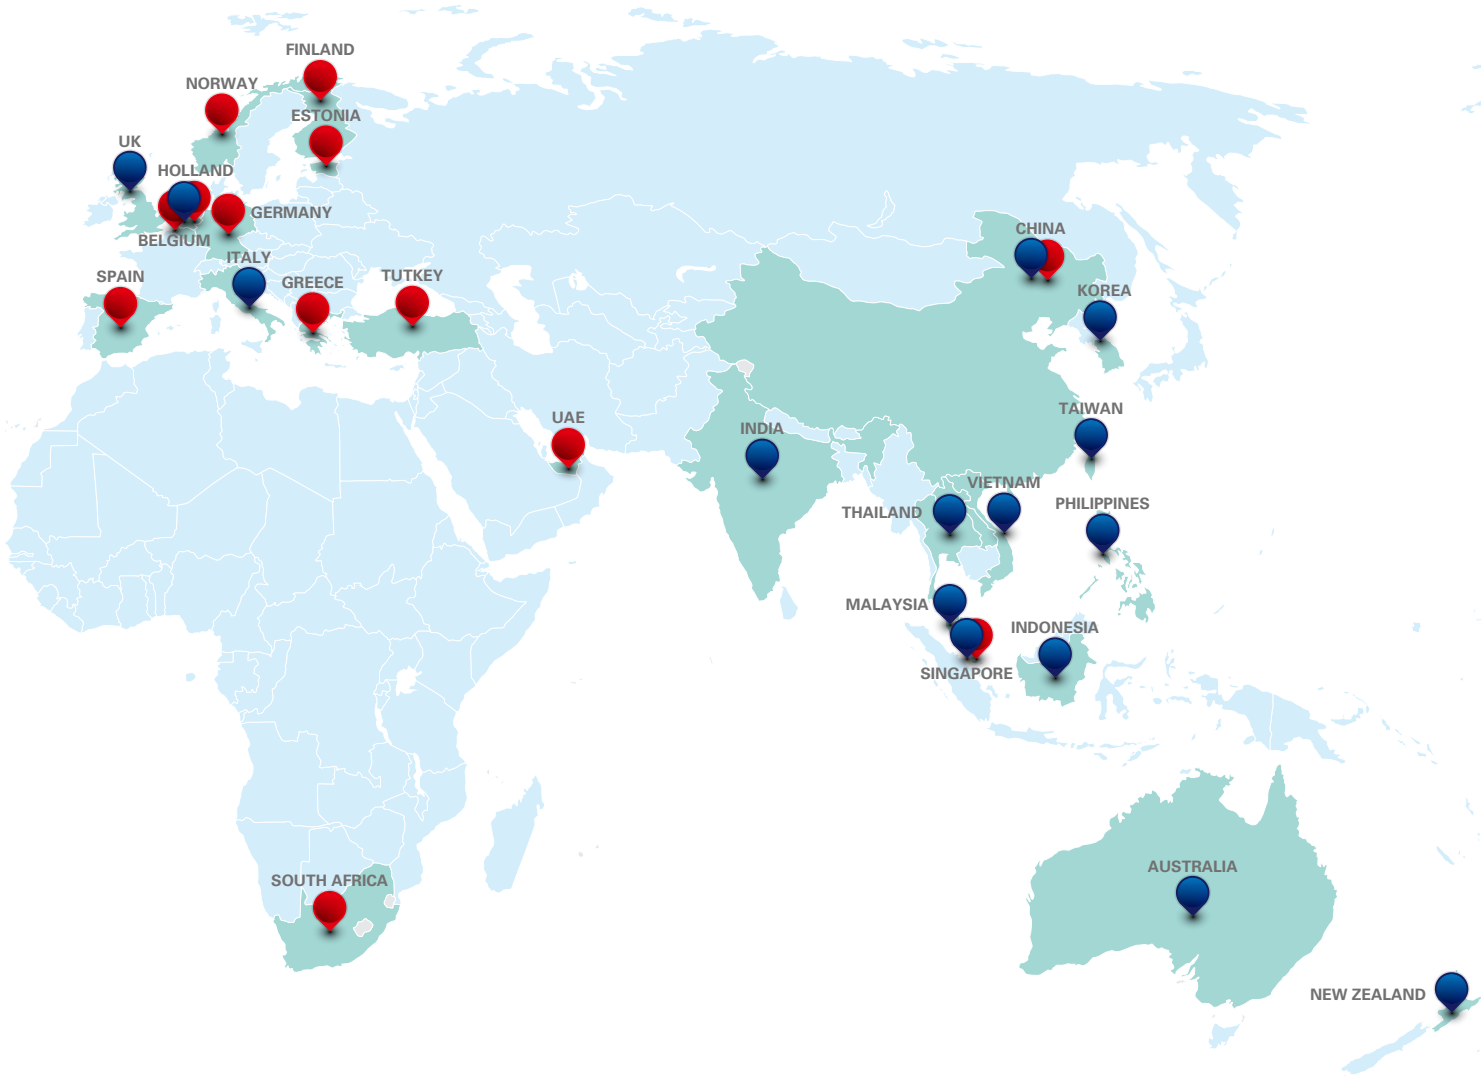 FINLAND
NORWAY
ESTONIA
UK
HOLLAND
GERMANY
BELGIUM
ITALY
SPAIN
GREECE
TUTKEY
CHINA
KOREA
UAE
INDIA
TAIWAN
VIETNAM
THAILAND
PHILIPPINES
MALAYSIA
INDONESIA
SINGAPORE
SOUTH AFRICA
AUSTRALIA
NEW ZEALAND